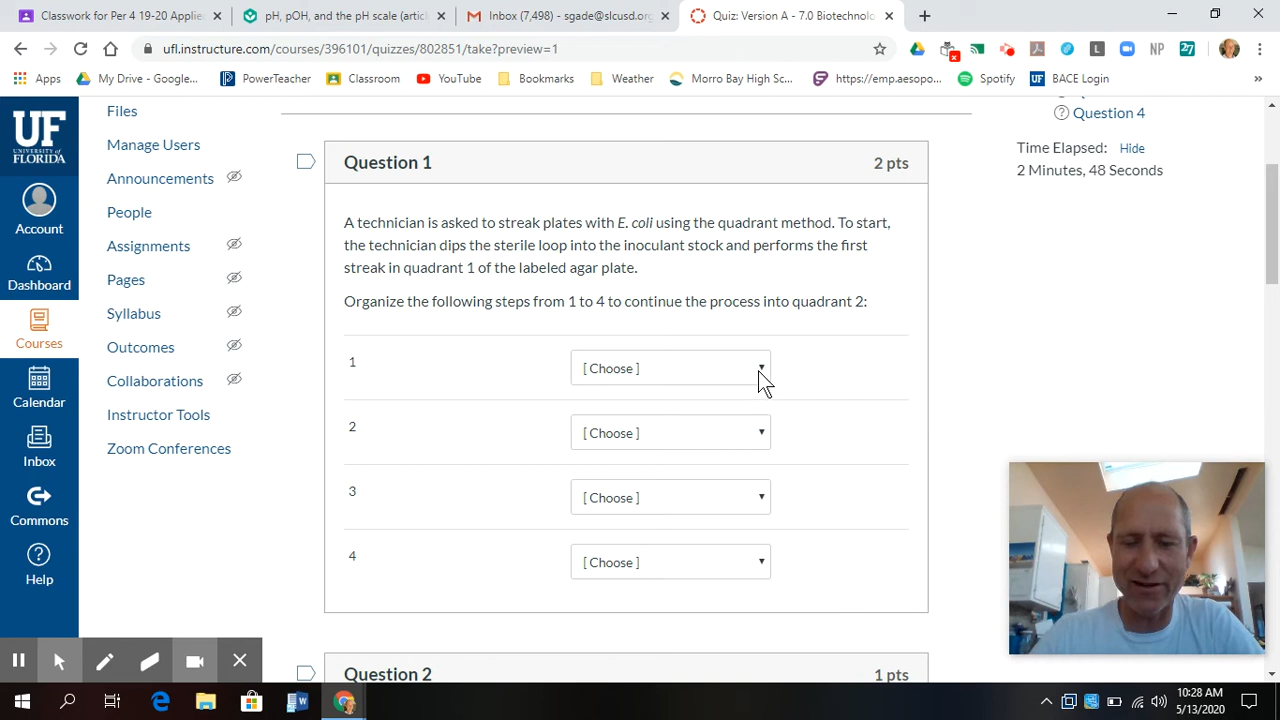 Classwork for Per 4 19-20 Applie
pH, pOH, and the pH scale (artic
Inbox (7,498) - sgade@slcusd.org
Quiz: Version A - 7.0 Biotechnolo
ufl.instructure.com/courses/396101/quizzes/802851/take?preview=1
L
NP
27
Apps
My Drive - Google...
PowerTeacher
Classroom
YouTube
Bookmarks
Weather
Morro Bay High Sc...
https://emp.aesopo...
Spotify
UF BACE Login
»
UF
UNIVERSITY of
FLORIDA
Account
Dashboard
Courses
Calendar
Inbox
Commons
Help
Files
Manage Users
Announcements
People
Assignments
Pages
Syllabus
Outcomes
Collaborations
Instructor Tools
Zoom Conferences
Question 1
2 pts
A technician is asked to streak plates with E. coli using the quadrant method. To start,
the technician dips the sterile loop into the inoculant stock and performs the first
streak in quadrant 1 of the labeled agar plate.
Organize the following steps from 1 to 4 to continue the process into quadrant 2:
1
[ Choose ]
2
[ Choose ]
3
[ Choose ]
4
[ Choose ]
Question 2
1 pts
Question 4
Time Elapsed: Hide
2 Minutes, 48 Seconds
10:28 AM
5/13/2020